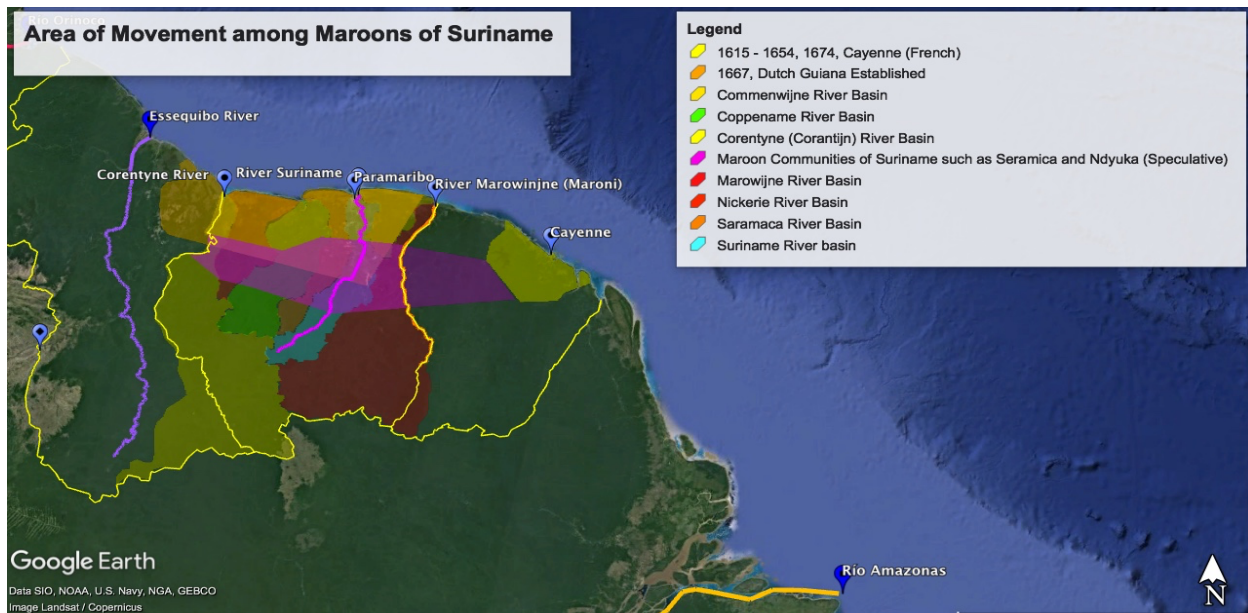 Rio Orinoco
Area of Movement among Maroons of Suriname
Legend
1615 - 1654, 1674, Cayenne (French)
1667, Dutch Guiana Established
Commenwijne River Basin
Coppename River Basin
Corentyne (Corantijn) River Basin
Maroon Communities of Suriname such as Seramica and Ndyuka (Speculative)
Marowijne River Basin
Nickerie River Basin
Saramaca River Basin
Suriname River basin
Essequibo River
Corentyne River
River Suriname
Paramaribo
River Marowinjne (Maroni)
Cayenne
Rio Amazonas
Google Earth
Data SIO, NOAA, U.S. Navy, NGA, GEBCO
Image Landsat / Copernicus
N